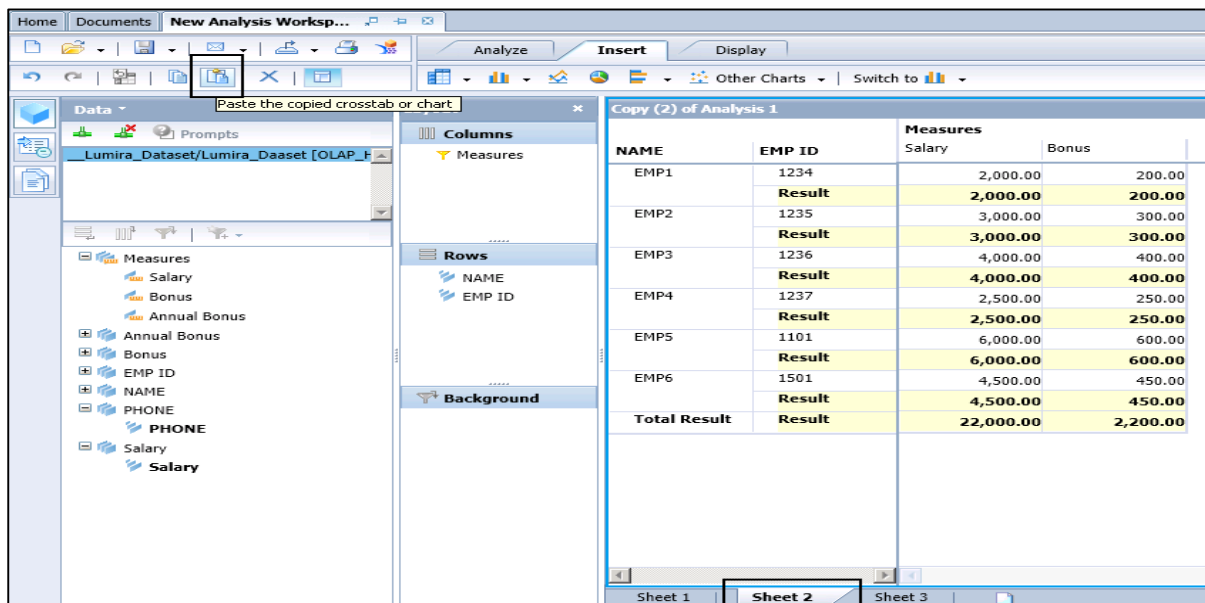 Home Documents New Analysis Worksp...
Analyze Insert Display
Other Charts Switch to
Paste the copied crosstab or chart
Data
Prompts
__Lumira_Dataset/Lumira_Daaset [OLAP_H
Measures
Salary
Bonus
Annual Bonus
Annual Bonus
Bonus
EMP ID
NAME
PHONE
PHONE
Salary
Salary
Columns
Measures
Rows
NAME
EMP ID
Background
Copy (2) of Analysis 1
Measures
NAME EMP ID Salary Bonus
EMP1 1234 2,000.00 200.00
Result 2,000.00 200.00
EMP2 1235 3,000.00 300.00
Result 3,000.00 300.00
EMP3 1236 4,000.00 400.00
Result 4,000.00 400.00
EMP4 1237 2,500.00 250.00
Result 2,500.00 250.00
EMP5 1101 6,000.00 600.00
Result 6,000.00 600.00
EMP6 1501 4,500.00 450.00
Result 4,500.00 450.00
Total Result Result 22,000.00 2,200.00
Sheet 1 Sheet 2 Sheet 3